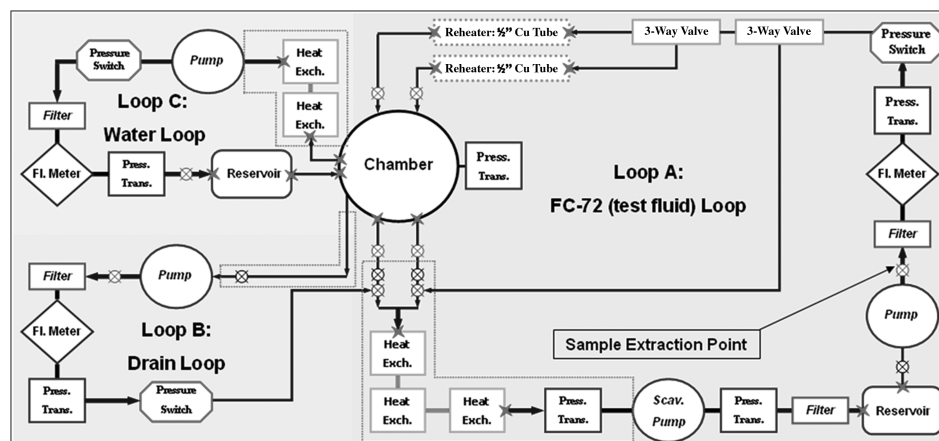 Reheater: ½" Cu Tube
3-Way Valve
3-Way Valve
Pressure
Switch
Reheater: ½" Cu Tube
Pressure
Switch
Pump
Heat
Exch.
Heat
Exch.
Loop C:
Water Loop
Filter
Fl. Meter
Press.
Trans.
Reservoir
Chamber
Press.
Trans.
Loop A:
FC-72 (test fluid) Loop
Press.
Trans.
Fl. Meter
Filter
Pump
Sample Extraction Point
Reservoir
Filter
Pump
Loop B:
Drain Loop
Fl. Meter
Press.
Trans.
Pressure
Switch
Heat
Exch.
Heat
Exch.
Heat
Exch.
Press.
Trans.
Scav.
Pump
Press.
Trans.
Filter